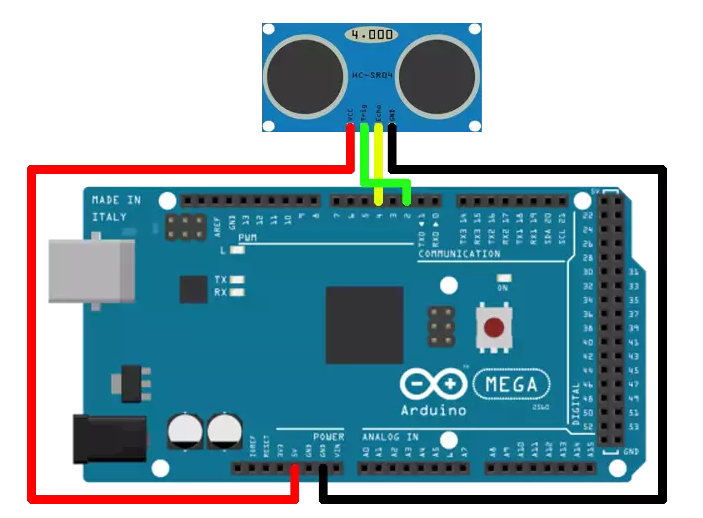 4.000
HC-SR04
VCC Trig Echo GND
MADE IN
ITALY
AREF GND 13 12 11 10 9 8
7 6 5 4 3 2 TX0 1 RX0 0
TX3 14 RX3 15 TX2 16 RX2 17 TX1 18 RX1 19 SDA 20 SCL 21
PWM
COMMUNICATION
L
TX
RX
ON
5V
22
24
26
28
30 31
32 33
34 35
36 37
38 39
40 41
42 43
44 45
46 47
48 49
50 51
52 53
GND
DIGITAL
MEGA
2560
Arduino
TM
POWER
ANALOG IN
IOREF RESET 3V3 5V GND GND VIN
A0 A1 A2 A3 A4 A5 A7
A8 A9 A10 A11 A12 A13 A14 A15